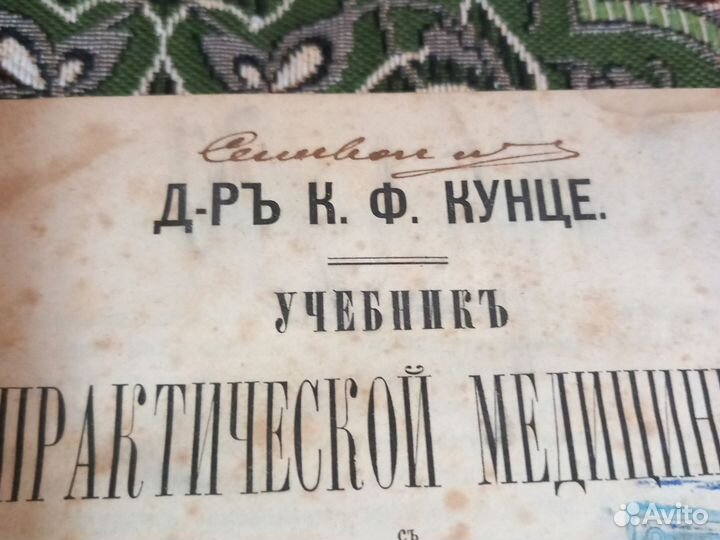 Д-РЪ К. Ф. КУНЦЕ.
УЧЕБНИКЪ
ПРАКТИЧЕСКОЙ МЕДИЦИН
съ
Avito